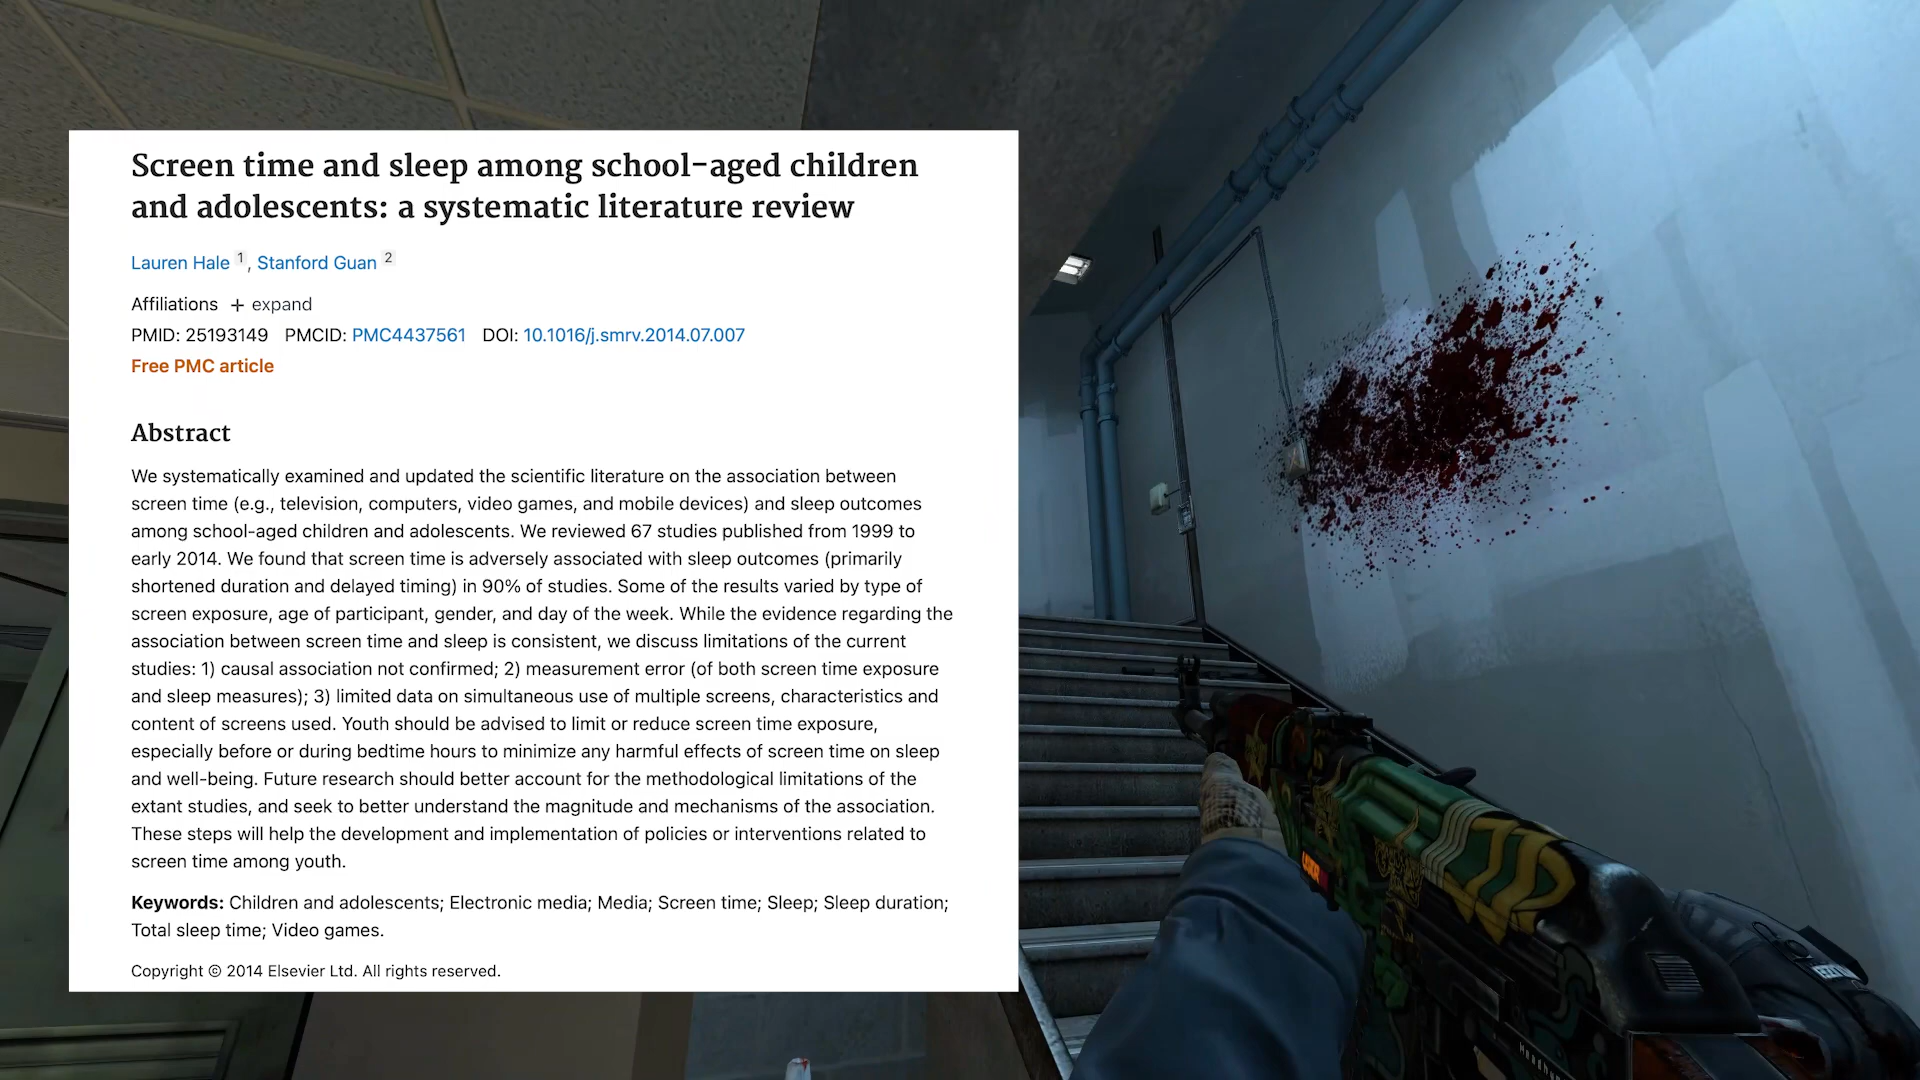 Screen time and sleep among school-aged children
and adolescents: a systematic literature review
Lauren Hale 1, Stanford Guan 2
Affiliations + expand
PMID: 25193149 PMCID: PMC4437561 DOI: 10.1016/j.smrv.2014.07.007
Free PMC article
Abstract
We systematically examined and updated the scientific literature on the association between
screen time (e.g., television, computers, video games, and mobile devices) and sleep outcomes
among school-aged children and adolescents. We reviewed 67 studies published from 1999 to
early 2014. We found that screen time is adversely associated with sleep outcomes (primarily
shortened duration and delayed timing) in 90% of studies. Some of the results varied by type of
screen exposure, age of participant, gender, and day of the week. While the evidence regarding the
association between screen time and sleep is consistent, we discuss limitations of the current
studies: 1) causal association not confirmed; 2) measurement error (of both screen time exposure
and sleep measures); 3) limited data on simultaneous use of multiple screens, characteristics and
content of screens used. Youth should be advised to limit or reduce screen time exposure,
especially before or during bedtime hours to minimize any harmful effects of screen time on sleep
and well-being. Future research should better account for the methodological limitations of the
extant studies, and seek to better understand the magnitude and mechanisms of the association.
These steps will help the development and implementation of policies or interventions related to
screen time among youth.
Keywords: Children and adolescents; Electronic media; Media; Screen time; Sleep; Sleep duration;
Total sleep time; Video games.
Copyright © 2014 Elsevier Ltd. All rights reserved.